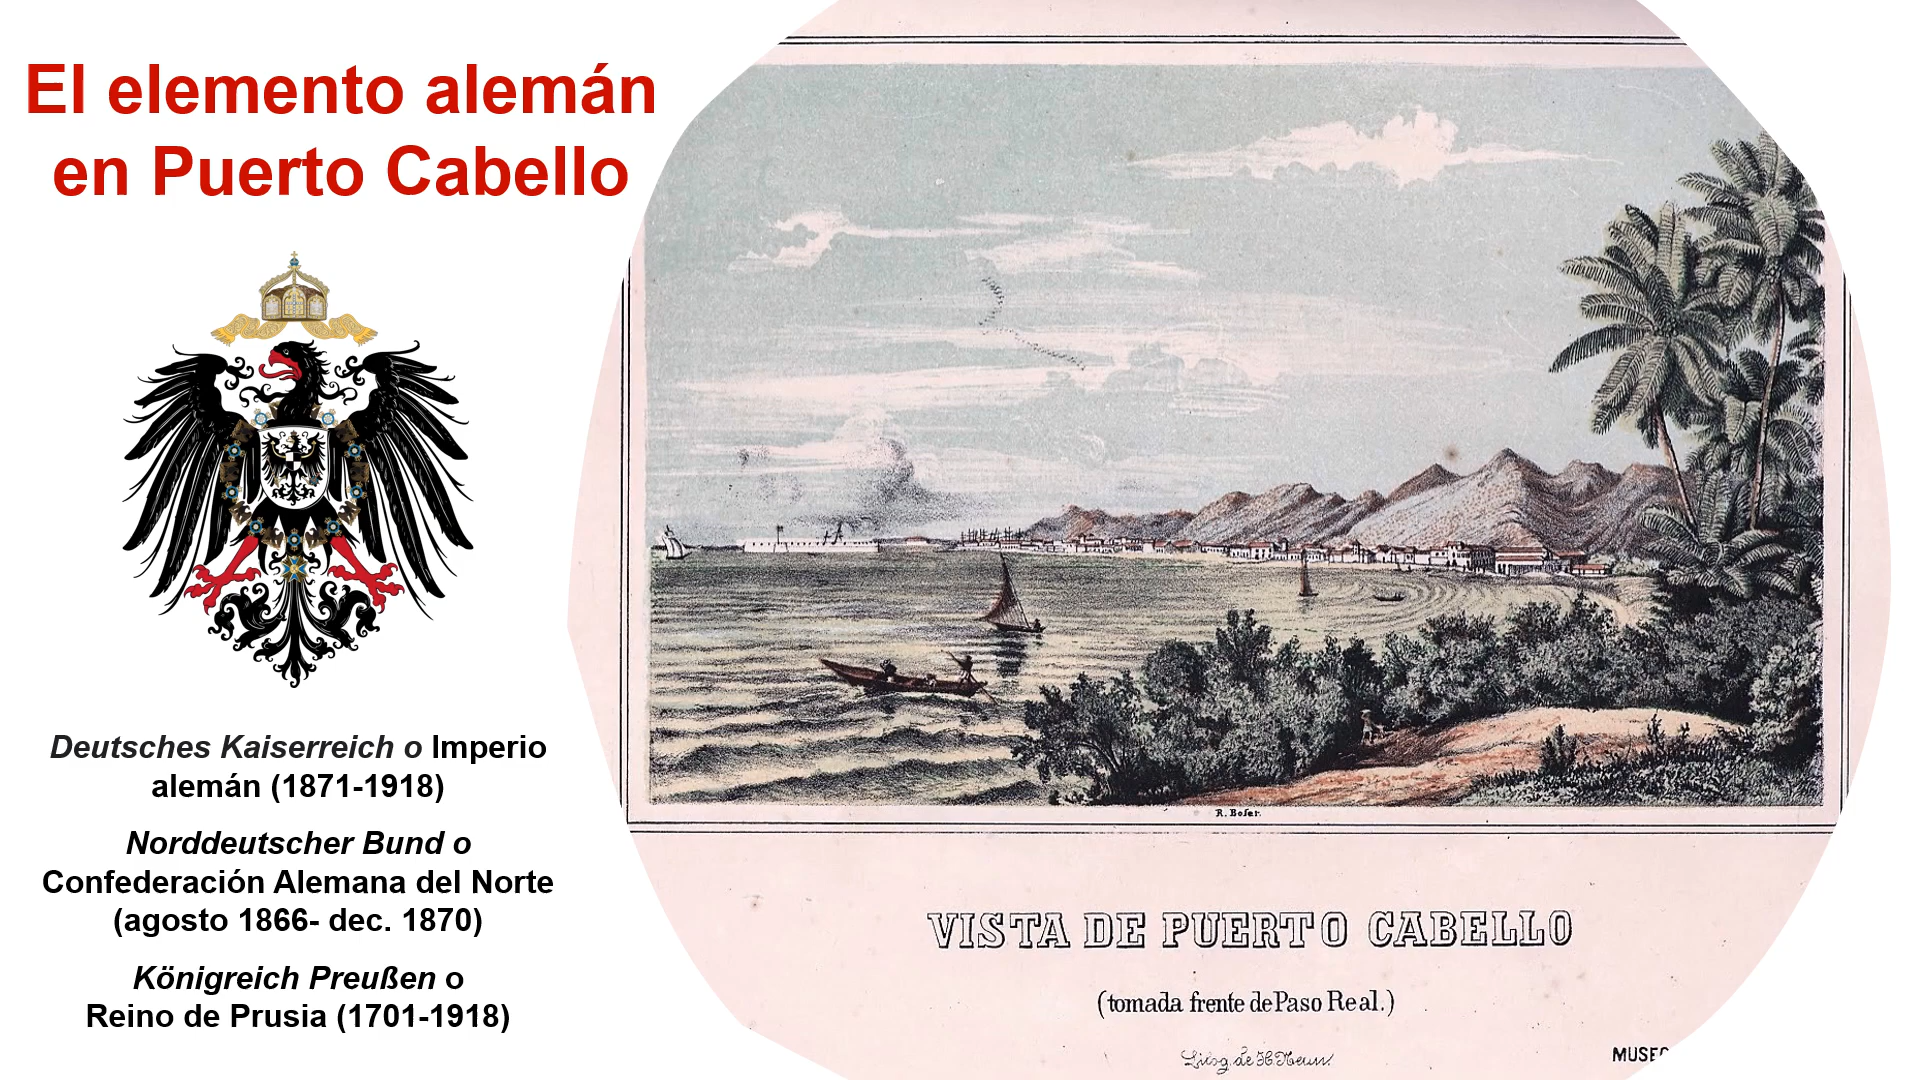 El elemento alemán
en Puerto Cabello
Deutsches Kaiserreich o Imperio
alemán (1871-1918)
Norddeutscher Bund o
Confederación Alemana del Norte
(agosto 1866- dec. 1870)
Königreich Preußen o
Reino de Prusia (1701-1918)
R. Boser.
VISTA DE PUERTO CABELLO
(tomada frente de Paso Real.)
de H.